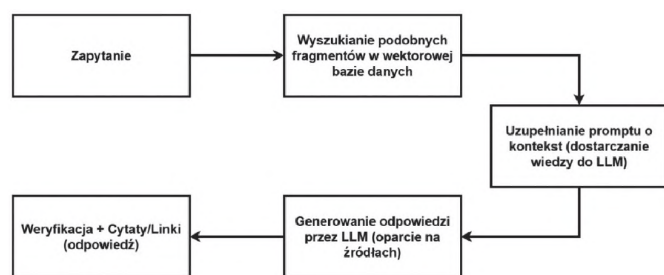 Zapytanie
Wyszukianie podobnych
fragmentów w wektorowej
bazie danych
Uzupełnianie promptu o
kontekst (dostarczanie
wiedzy do LLM)
Generowanie odpowiedzi
przez LLM (oparcie na
źródłach)
Weryfikacja + Cytaty/Linki
(odpowiedź)